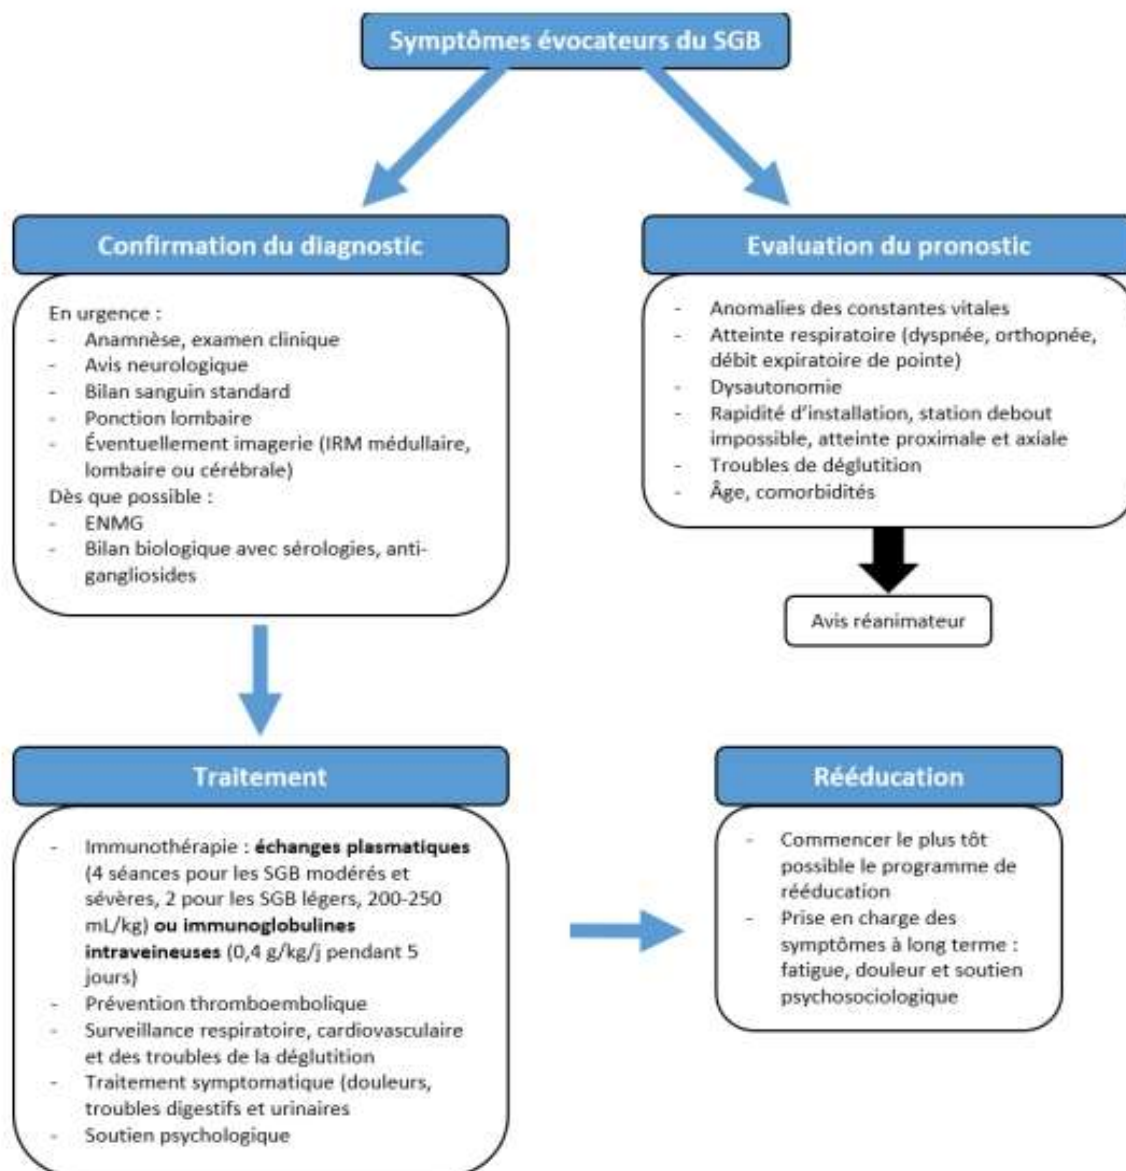 Symptômes évocateurs du SGB
Confirmation du diagnostic
En urgence :
- Anamnèse, examen clinique
- Avis neurologique
- Bilan sanguin standard
- Ponction lombaire
- Éventuellement imagerie (IRM médullaire,
lombaire ou cérébrale)
Dès que possible :
- ENMG
- Bilan biologique avec sérologies, anti-
gangliosides
Evaluation du pronostic
- Anomalies des constantes vitales
- Atteinte respiratoire (dyspnée, orthopnée,
débit expiratoire de pointe)
- Dysautonomie
- Rapidité d'installation, station debout
impossible, atteinte proximale et axiale
- Troubles de déglutition
- Âge, comorbidités
Avis réanimateur
Traitement
- Immunothérapie : échanges plasmatiques
(4 séances pour les SGB modérés et
sévères, 2 pour les SGB légers, 200-250
mL/kg) ou immunoglobulines
intraveineuses (0,4 g/kg/j pendant 5
jours)
- Prévention thromboembolique
- Surveillance respiratoire, cardiovasculaire
et des troubles de la déglutition
- Traitement symptomatique (douleurs,
troubles digestifs et urinaires
- Soutien psychologique
Rééducation
- Commencer le plus tôt
possible le programme de
rééducation
- Prise en charge des
symptômes à long terme :
fatigue, douleur et soutien
psychosociologique